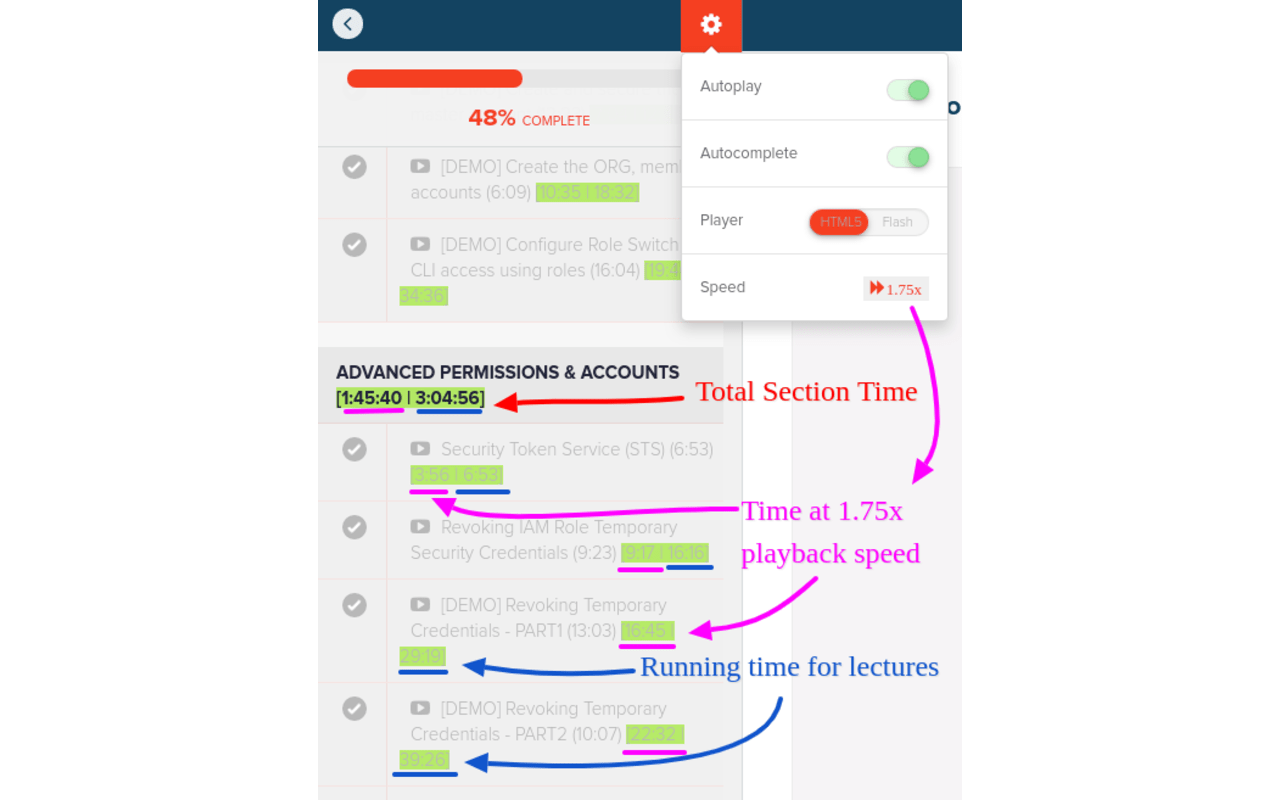 Autoplay
48% COMPLETE
Autocomplete
[DEMO] Create the ORG, mem
accounts (6:09) [10:35 | 18:32]
Player HTML5 Flash
[DEMO] Configure Role Switch
CLI access using roles (16:04) [19:4
34:36]
Speed 1.75x
ADVANCED PERMISSIONS & ACCOUNTS
[1:45:40 | 3:04:56]
Total Section Time
Security Token Service (STS) (6:53)
[3:56 | 6:53]
Time at 1.75x
playback speed
Revoking IAM Role Temporary
Security Credentials (9:23) [9:17 | 16:16]
[DEMO] Revoking Temporary
Credentials - PART1 (13:03) [16:45 |
29:19]
Running time for lectures
[DEMO] Revoking Temporary
Credentials - PART2 (10:07) [22:32 |
39:26]